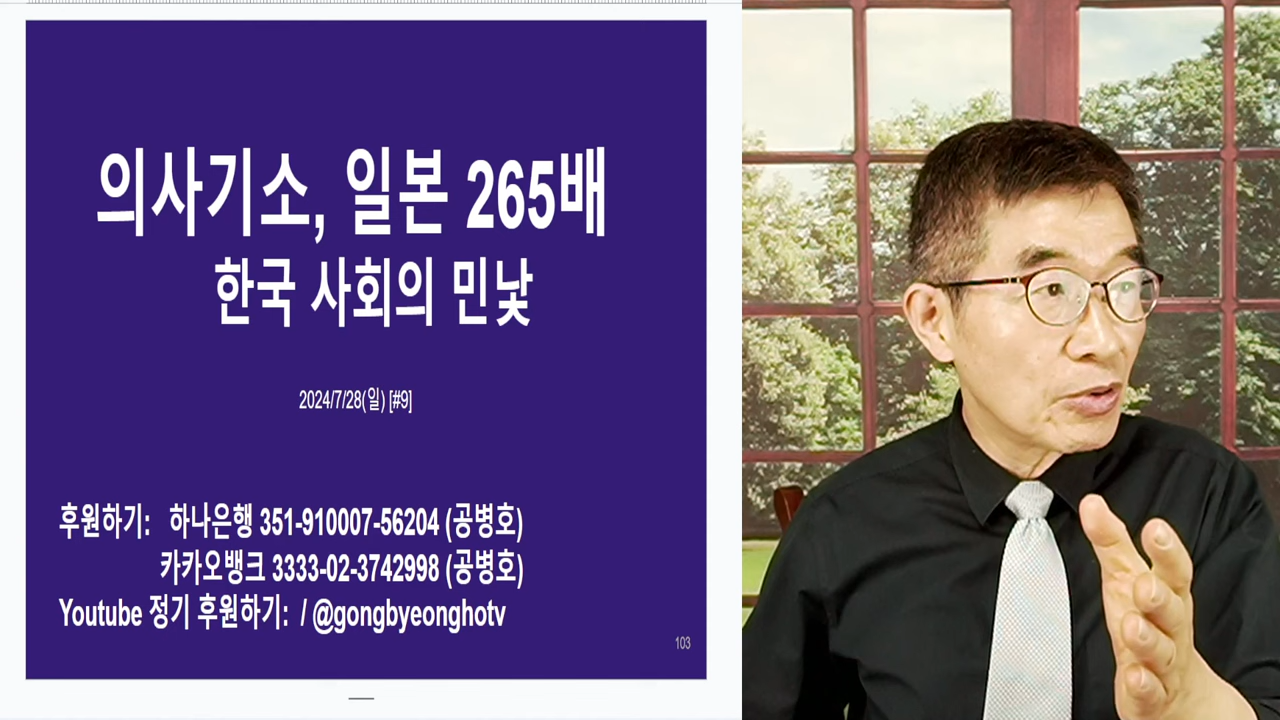 의사기소, 일본 265배
한국 사회의 민낯
2024/7/28(일) [#9]
후원하기: 하나은행 351-910007-56204 (공병호)
카카오뱅크 3333-02-3742998 (공병호)
Youtube 정기 후원하기: / @gongbyeonghotv
103